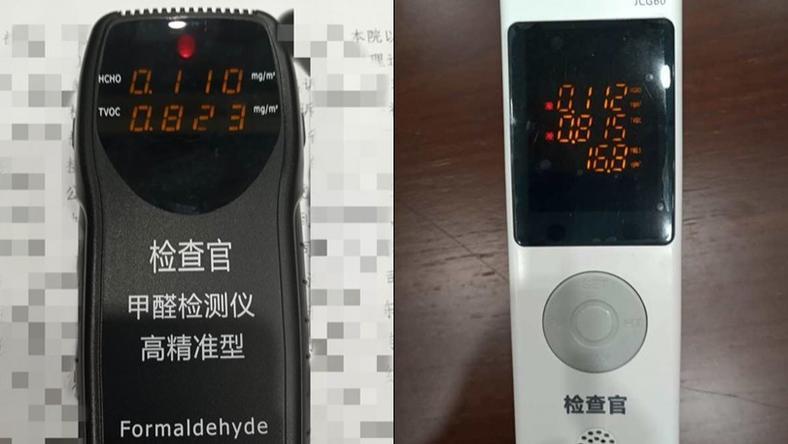 HCHO 0.110 mg/m³
TVOC 0.823 mg/m³
检查官
甲醛检测仪
高精准型
Formaldehyde
JCG60
0.112
0.815
16.8
检查官